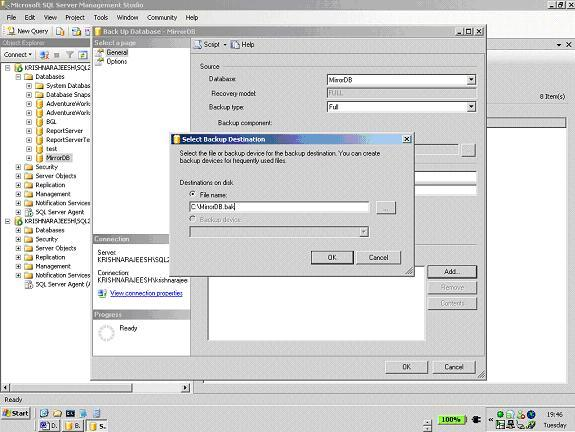 Microsoft SQL Server Management Studio
File Edit View Project Tools Window Community Help
New Query
Object Explorer
Connect
KRISHNARAJEESH\SQL2
Databases
System Databas
Database Snaps
AdventureWork
AdventureWork
BGL
ReportServer
ReportServerTe
test
MirrorDB
Security
Server Objects
Replication
Management
Notification Services
SQL Server Agent
KRISHNARAJEESH\SQL2
Databases
Security
Server Objects
Replication
Management
Notification Services
SQL Server Agent (A
Back Up Database - MirrorDB
Select a page
General
Options
Script Help
Source
Database: MirrorDB
Recovery model: FULL
Backup type: Full
Backup component:
8 Item(s)
Select Backup Destination
Select the file or backup device for the backup destination. You can create
backup devices for frequently used files.
Destinations on disk
File name:
C:\MirrorDB.bak
...
Backup device:
OK Cancel
Connection
Server:
KRISHNARAJEESH\SQL2
Connection:
KRISHNARAJEESH\krishnaraje
View connection properties
Progress
Ready
Add...
Remove
Contents
OK Cancel
Ready
Start
D. B. S.
100%
19:46
Tuesday